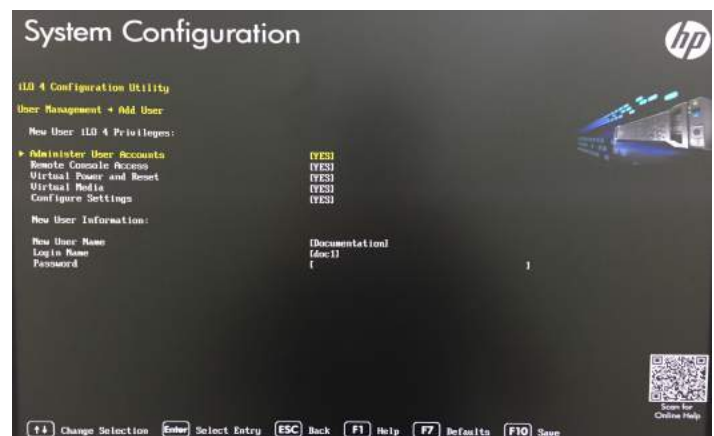 System Configuration
hp
iLO 4 Configuration Utility
User Management → Add User
New User iLO 4 Privileges:
▶ Administer User Accounts [YES]
Remote Console Access [YES]
Virtual Power and Reset [YES]
Virtual Media [YES]
Configure Settings [YES]
New User Information:
New User Name [Documentation]
Login Name [doc1]
Password [ ]
Scan for
Online Help
[↑↓] Change Selection [Enter] Select Entry [ESC] Back [F1] Help [F7] Defaults [F10] Save